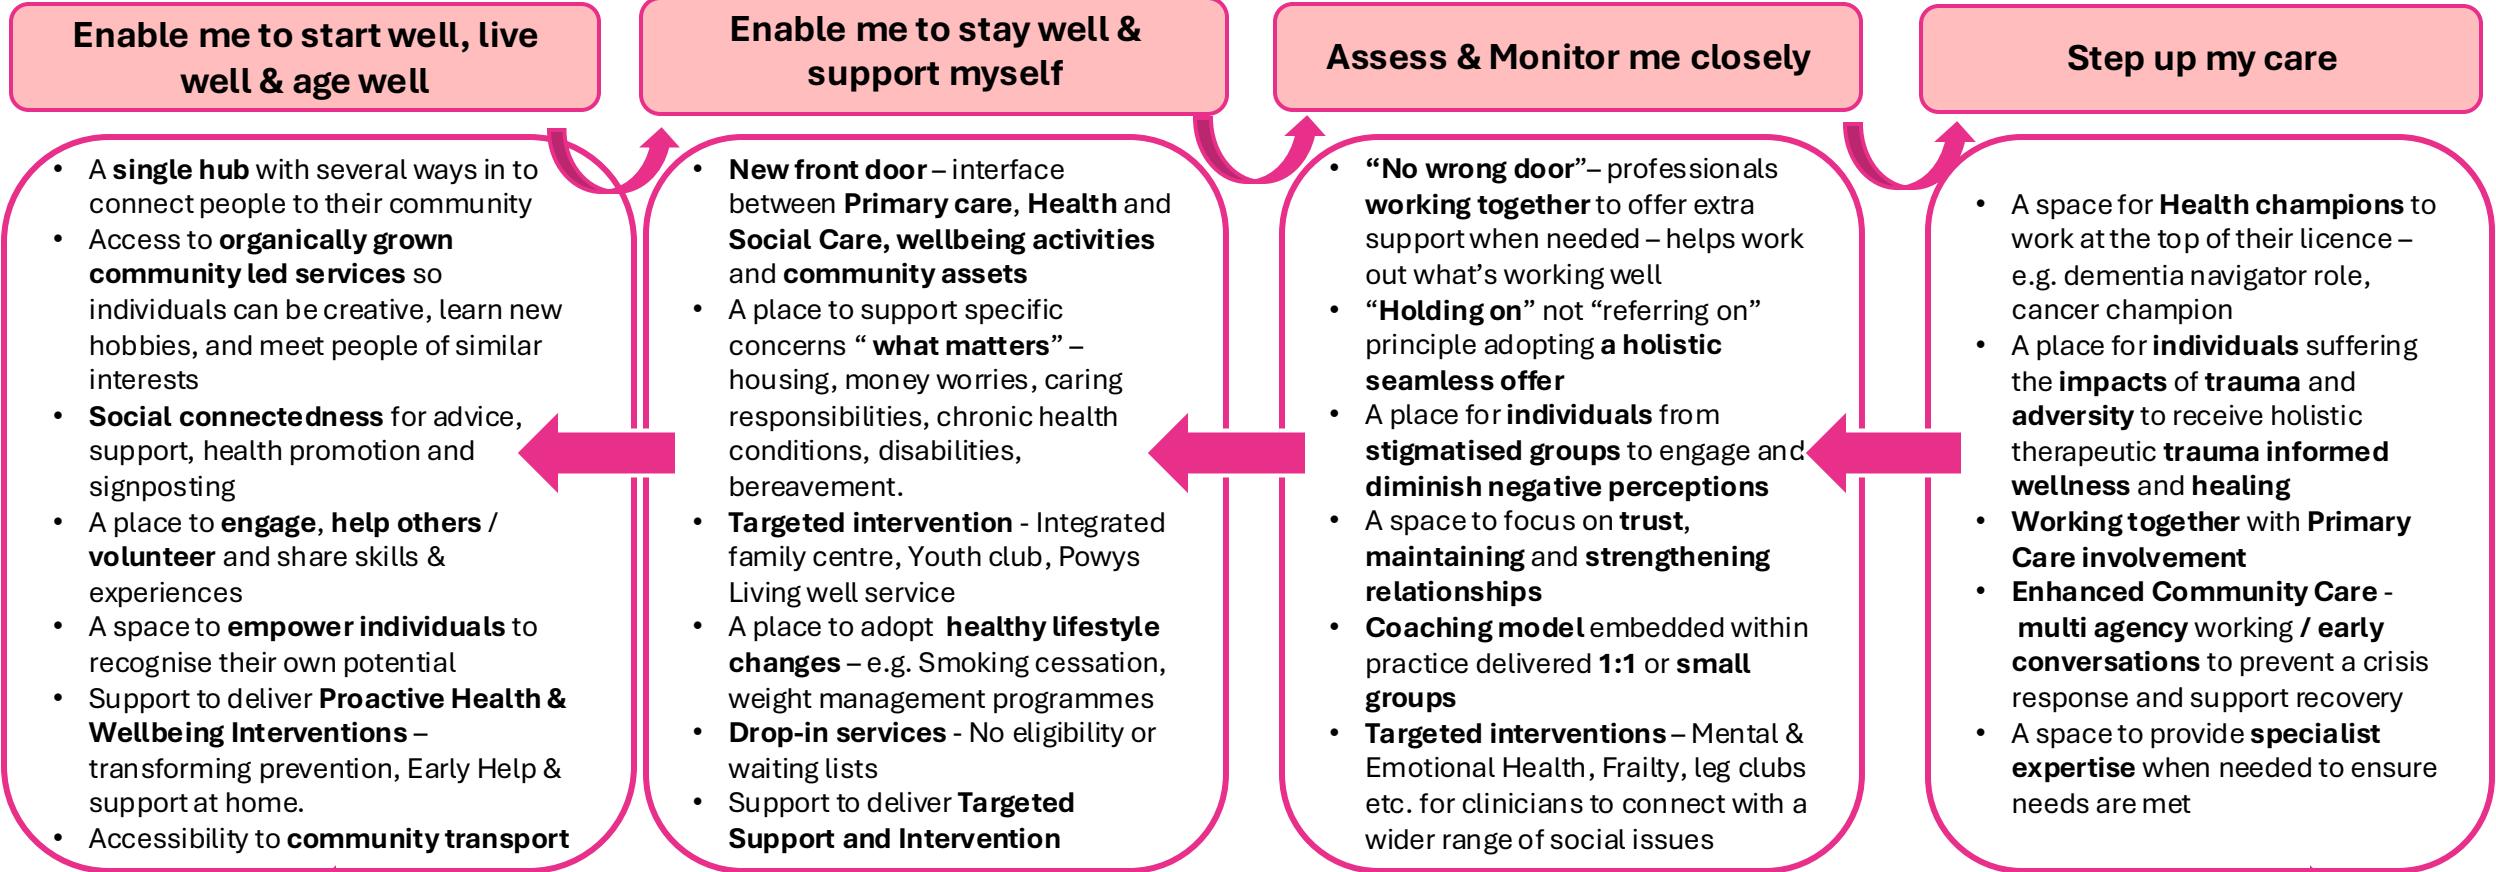 Enable me to start well, live
well & age well
• A single hub with several ways in to
connect people to their community
• Access to organically grown
community led services so
individuals can be creative, learn new
hobbies, and meet people of similar
interests
• Social connectedness for advice,
support, health promotion and
signposting
• A place to engage, help others /
volunteer and share skills &
experiences
• A space to empower individuals to
recognise their own potential
• Support to deliver Proactive Health &
Wellbeing Interventions –
transforming prevention, Early Help &
support at home.
• Accessibility to community transport
Enable me to stay well &
support myself
• New front door – interface
between Primary care, Health and
Social Care, wellbeing activities
and community assets
• A place to support specific
concerns “ what matters” –
housing, money worries, caring
responsibilities, chronic health
conditions, disabilities,
bereavement.
• Targeted intervention - Integrated
family centre, Youth club, Powys
Living well service
• A place to adopt healthy lifestyle
changes – e.g. Smoking cessation,
weight management programmes
• Drop-in services - No eligibility or
waiting lists
• Support to deliver Targeted
Support and Intervention
Assess & Monitor me closely
• “No wrong door”– professionals
working together to offer extra
support when needed – helps work
out what’s working well
• “Holding on” not “referring on”
principle adopting a holistic
seamless offer
• A place for individuals from
stigmatised groups to engage and
diminish negative perceptions
• A space to focus on trust,
maintaining and strengthening
relationships
• Coaching model embedded within
practice delivered 1:1 or small
groups
• Targeted interventions – Mental &
Emotional Health, Frailty, leg clubs
etc. for clinicians to connect with a
wider range of social issues
Step up my care
• A space for Health champions to
work at the top of their licence –
e.g. dementia navigator role,
cancer champion
• A place for individuals suffering
the impacts of trauma and
adversity to receive holistic
therapeutic trauma informed
wellness and healing
• Working together with Primary
Care involvement
• Enhanced Community Care -
multi agency working / early
conversations to prevent a crisis
response and support recovery
• A space to provide specialist
expertise when needed to ensure
needs are met